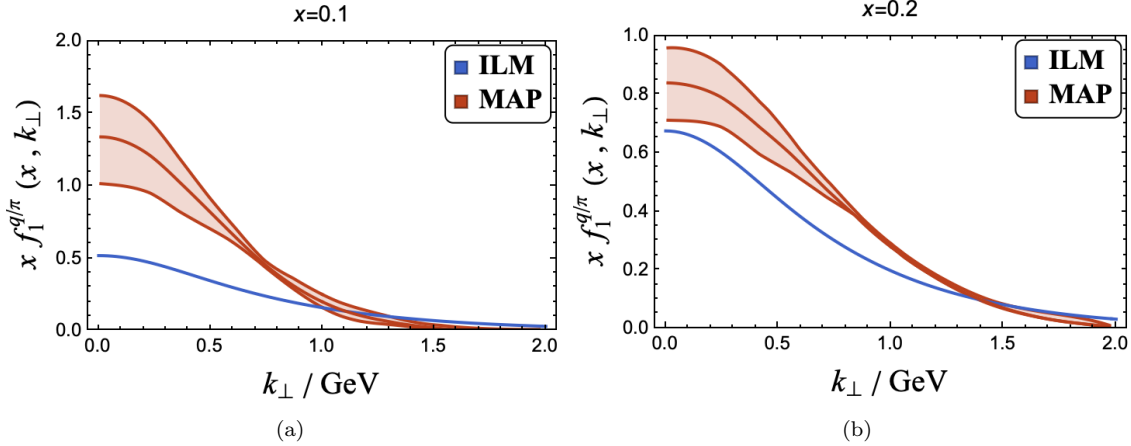 x=0.1
2.0
1.5
1.0
0.5
0.0
0.0 0.5 1.0 1.5 2.0
x f_1^{q/π} (x , k_⊥)
k_⊥ / GeV
ILM
MAP
(a)
x=0.2
1.0
0.8
0.6
0.4
0.2
0.0
0.0 0.5 1.0 1.5 2.0
x f_1^{q/π} (x , k_⊥)
k_⊥ / GeV
ILM
MAP
(b)